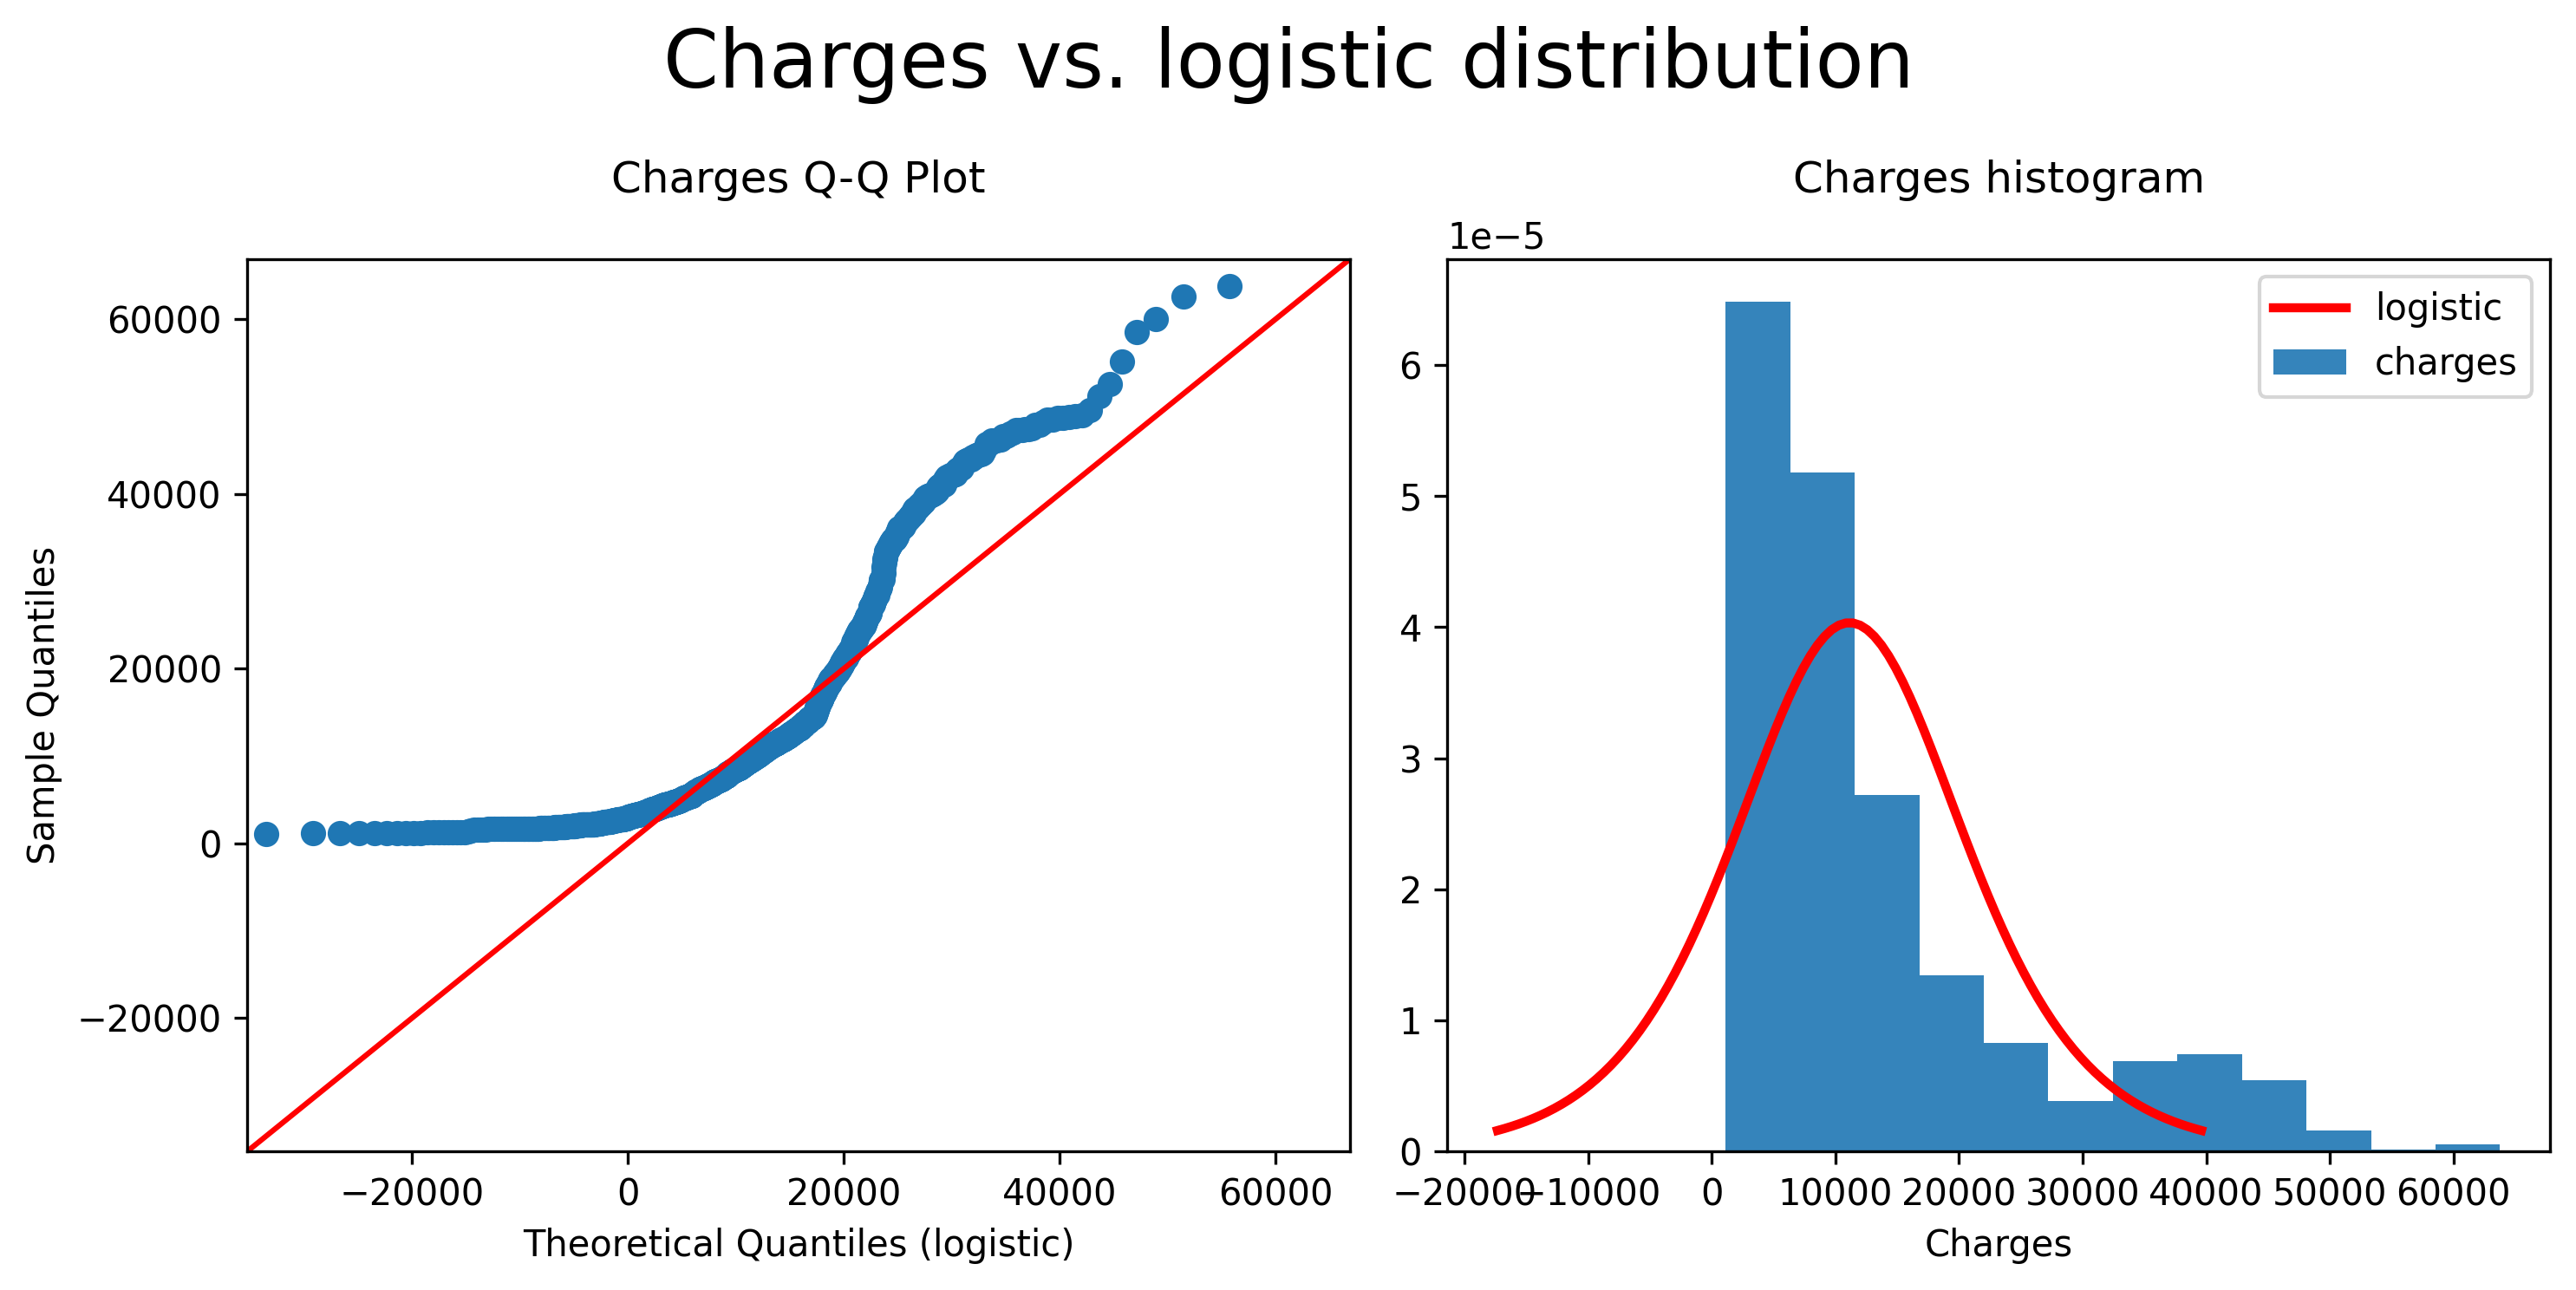 Charges vs. logistic distribution
Charges Q-Q Plot
60000
40000
20000
0
−20000
Sample Quantiles
−20000 0 20000 40000 60000
Theoretical Quantiles (logistic)
Charges histogram
1e−5
logistic
charges
6
5
4
3
2
1
0
−20000 −10000 0 10000 20000 30000 40000 50000 60000
Charges